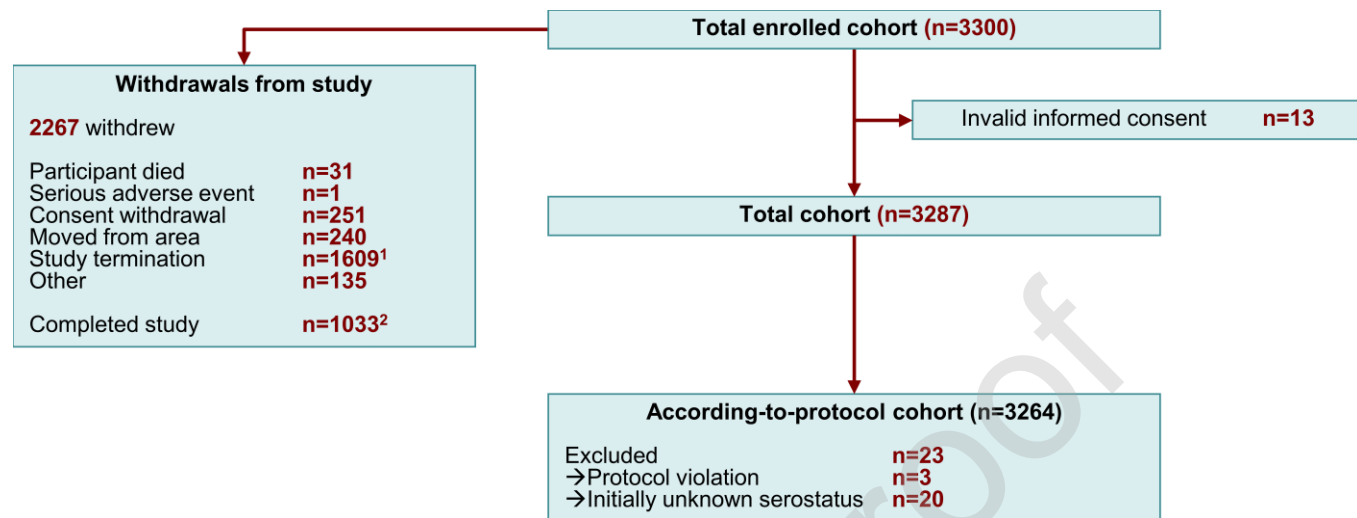 Total enrolled cohort (n=3300)
Withdrawals from study
2267 withdrew
Participant died n=31
Serious adverse event n=1
Consent withdrawal n=251
Moved from area n=240
Study termination n=1609¹
Other n=135
Completed study n=1033²
Invalid informed consent n=13
Total cohort (n=3287)
According-to-protocol cohort (n=3264)
Excluded n=23
→Protocol violation n=3
→Initially unknown serostatus n=20
roof